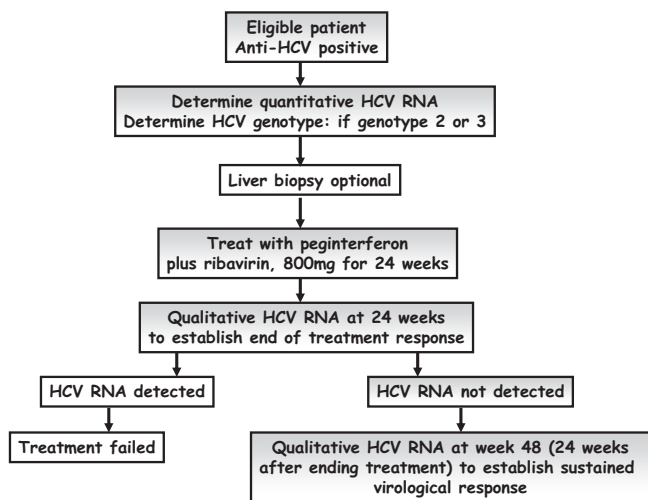 Eligible patient
Anti-HCV positive
Determine quantitative HCV RNA
Determine HCV genotype: if genotype 2 or 3
Liver biopsy optional
Treat with peginterferon
plus ribavirin, 800mg for 24 weeks
Qualitative HCV RNA at 24 weeks
to establish end of treatment response
HCV RNA detected
HCV RNA not detected
Treatment failed
Qualitative HCV RNA at week 48 (24 weeks
after ending treatment) to establish sustained
virological response